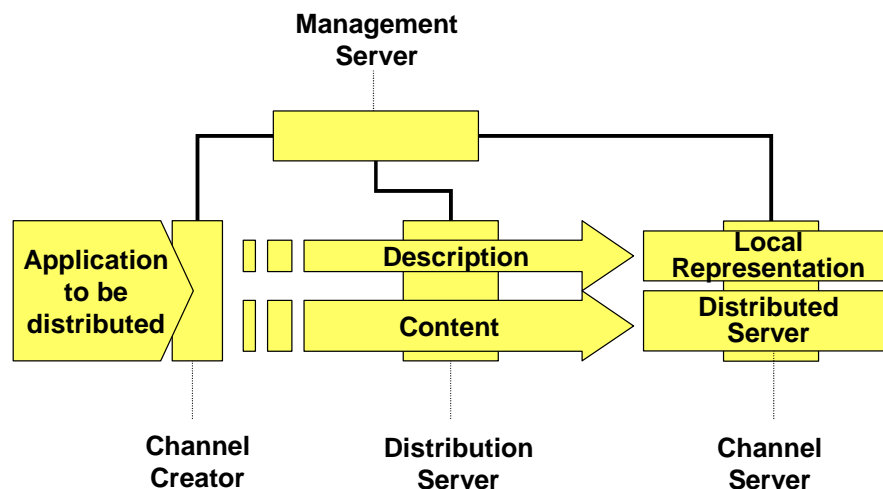 Management
Server
Application
to be
distributed
Description
Content
Local
Representation
Distributed
Server
Channel
Creator
Distribution
Server
Channel
Server